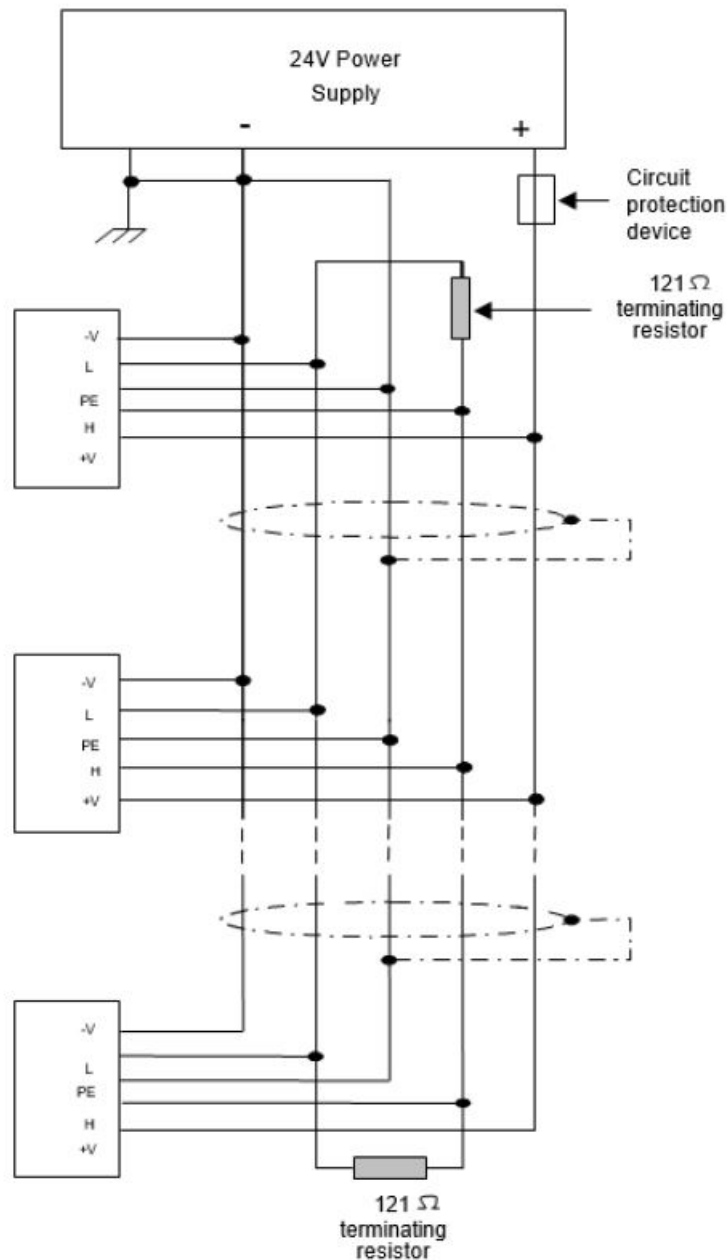 24V Power
Supply
-
+
Circuit
protection
device
121 Ω
terminating
resistor
-V
L
PE
H
+V
-V
L
PE
H
+V
-V
L
PE
H
+V
121 Ω
terminating
resistor